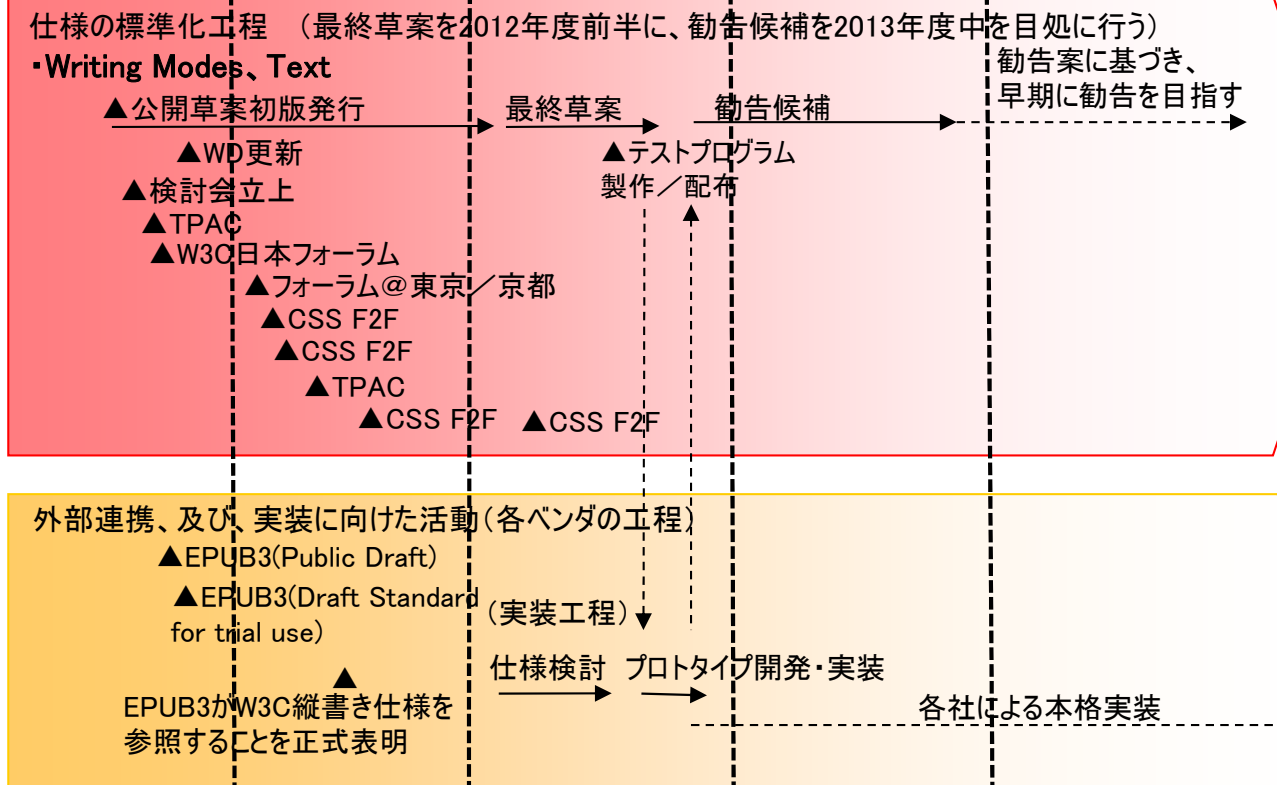 仕様の標準化工程　（最終草案を2012年度前半に、勧告候補を2013年度中を目処に行う）
・Writing Modes、Text
勧告案に基づき、
早期に勧告を目指す
▲公開草案初版発行
最終草案
勧告候補
▲WD更新
▲テストプログラム
製作／配布
▲検討会立上
▲TPAC
▲W3C日本フォーラム
▲フォーラム＠東京／京都
▲CSS F2F
▲CSS F2F
▲TPAC
▲CSS F2F
▲CSS F2F
外部連携、及び、実装に向けた活動（各ベンダの工程）
▲EPUB3(Public Draft)
▲EPUB3(Draft Standard
for trial use)
（実装工程）
仕様検討
プロトタイプ開発・実装
▲
EPUB3がW3C縦書き仕様を
参照することを正式表明
各社による本格実装